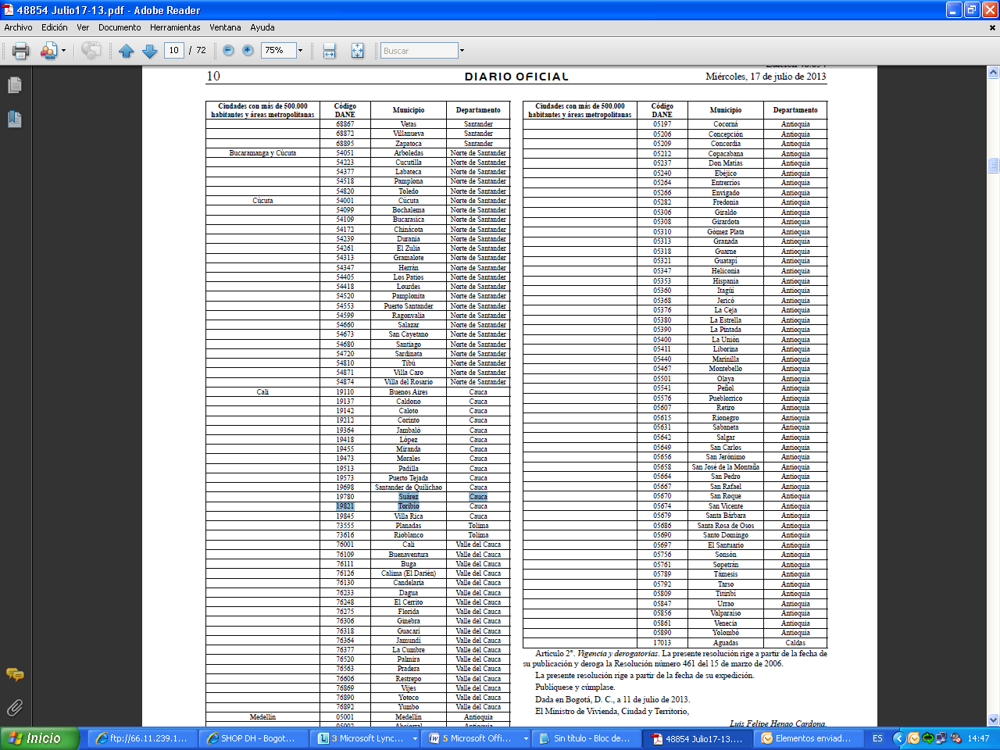 48854 Julio17-13.pdf - Adobe Reader
Archivo Edición Ver Documento Herramientas Ventana Ayuda
10 / 72 75% Buscar
10 DIARIO OFICIAL Miércoles, 17 de julio de 2013
Ciudades con más de 500.000 habitantes y áreas metropolitanas Código DANE Municipio Departamento
68867 Vetas Santander
68872 Villanueva Santander
68895 Zapatoca Santander
Bucaramanga y Cúcuta 54051 Arboledas Norte de Santander
54223 Cucutilla Norte de Santander
54377 Labateca Norte de Santander
54518 Pamplona Norte de Santander
54820 Toledo Norte de Santander
Cúcuta 54001 Cúcuta Norte de Santander
54099 Bochalema Norte de Santander
54109 Bucarasica Norte de Santander
54172 Chinácota Norte de Santander
54239 Durania Norte de Santander
54261 El Zulia Norte de Santander
54313 Gramalote Norte de Santander
54347 Herrán Norte de Santander
54405 Los Patios Norte de Santander
54418 Lourdes Norte de Santander
54520 Pamplonita Norte de Santander
54553 Puerto Santander Norte de Santander
54599 Ragonvalia Norte de Santander
54660 Salazar Norte de Santander
54673 San Cayetano Norte de Santander
54680 Santiago Norte de Santander
54720 Sardinata Norte de Santander
54810 Tibú Norte de Santander
54871 Villa Caro Norte de Santander
54874 Villa del Rosario Norte de Santander
Cali 19110 Buenos Aires Cauca
19137 Caldono Cauca
19142 Caloto Cauca
19212 Corinto Cauca
19364 Jambaló Cauca
19418 López Cauca
19455 Miranda Cauca
19473 Morales Cauca
19513 Padilla Cauca
19573 Puerto Tejada Cauca
19698 Santander de Quilichao Cauca
19780 Suárez Cauca
19821 Toribío Cauca
19845 Villa Rica Cauca
73555 Planadas Tolima
73616 Rioblanco Tolima
76001 Cali Valle del Cauca
76109 Buenaventura Valle del Cauca
76111 Buga Valle del Cauca
76126 Calima (El Darién) Valle del Cauca
76130 Candelaria Valle del Cauca
76233 Dagua Valle del Cauca
76248 El Cerrito Valle del Cauca
76275 Florida Valle del Cauca
76306 Ginebra Valle del Cauca
76318 Guacarí Valle del Cauca
76364 Jamundí Valle del Cauca
76377 La Cumbre Valle del Cauca
76520 Palmira Valle del Cauca
76563 Pradera Valle del Cauca
76606 Restrepo Valle del Cauca
76869 Vijes Valle del Cauca
76890 Yotoco Valle del Cauca
76892 Yumbo Valle del Cauca
Medellín 05001 Medellín Antioquia
Ciudades con más de 500.000 habitantes y áreas metropolitanas Código DANE Municipio Departamento
05197 Cocorná Antioquia
05206 Concepción Antioquia
05209 Concordia Antioquia
05212 Copacabana Antioquia
05237 Don Matías Antioquia
05240 Ebéjico Antioquia
05264 Entrerrios Antioquia
05266 Envigado Antioquia
05282 Fredonia Antioquia
05306 Giraldo Antioquia
05308 Girardota Antioquia
05310 Gómez Plata Antioquia
05313 Granada Antioquia
05318 Guarne Antioquia
05321 Guatapí Antioquia
05347 Heliconia Antioquia
05353 Hispania Antioquia
05360 Itagüí Antioquia
05368 Jericó Antioquia
05376 La Ceja Antioquia
05380 La Estrella Antioquia
05390 La Pintada Antioquia
05400 La Unión Antioquia
05411 Liborina Antioquia
05440 Marinilla Antioquia
05467 Montebello Antioquia
05501 Olaya Antioquia
05541 Peñol Antioquia
05576 Pueblorrico Antioquia
05607 Retiro Antioquia
05615 Rionegro Antioquia
05631 Sabaneta Antioquia
05642 Salgar Antioquia
05649 San Carlos Antioquia
05656 San Jerónimo Antioquia
05658 San José de la Montaña Antioquia
05664 San Pedro Antioquia
05667 San Rafael Antioquia
05670 San Roque Antioquia
05674 San Vicente Antioquia
05679 Santa Bárbara Antioquia
05686 Santa Rosa de Osos Antioquia
05690 Santo Domingo Antioquia
05697 El Santuario Antioquia
05756 Sonsón Antioquia
05761 Sopetrán Antioquia
05789 Támesis Antioquia
05792 Tarso Antioquia
05809 Titiribí Antioquia
05847 Urrao Antioquia
05856 Valparaíso Antioquia
05861 Venecia Antioquia
05890 Yolombó Antioquia
17013 Aguadas Caldas
Artículo 2°. Vigencia y derogatorias. La presente resolución rige a partir de la fecha de
su publicación y deroga la Resolución número 461 del 15 de marzo de 2006.
La presente resolución rige a partir de la fecha de su expedición.
Publíquese y cúmplase.
Dada en Bogotá, D. C., a 11 de julio de 2013.
El Ministro de Vivienda, Ciudad y Territorio,
Luis Felipe Henao Cardona.
Inicio ftp://66.11.239.1... SHOP DH - Bogot... 3 Microsoft Lync... 5 Microsoft Offi... Sin título - Bloc de... 48854 Julio17-13.... Elementos enviad... ES 14:47